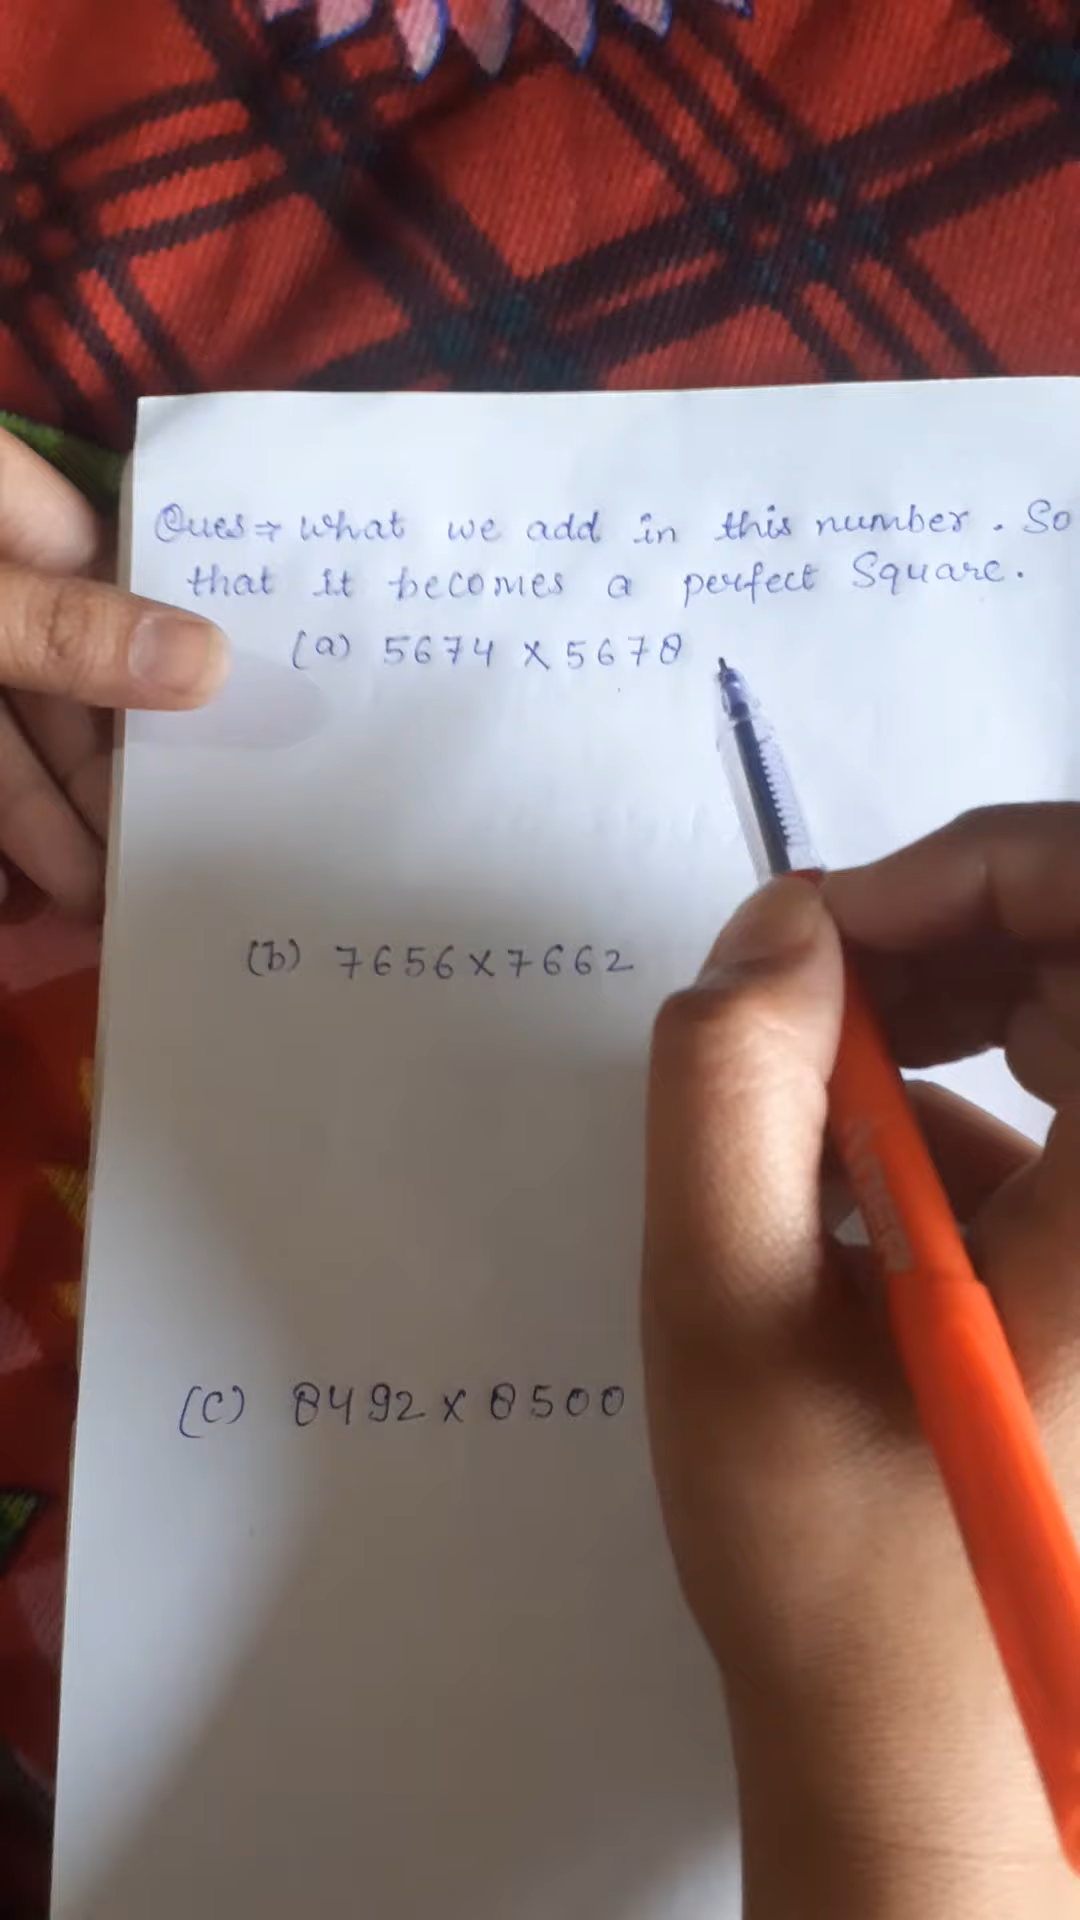 Ques⇒ What we add in this number. So
that it becomes a perfect Square.
(a) 5674 × 5678
(b) 7656×7662
(C) 8492 × 8500